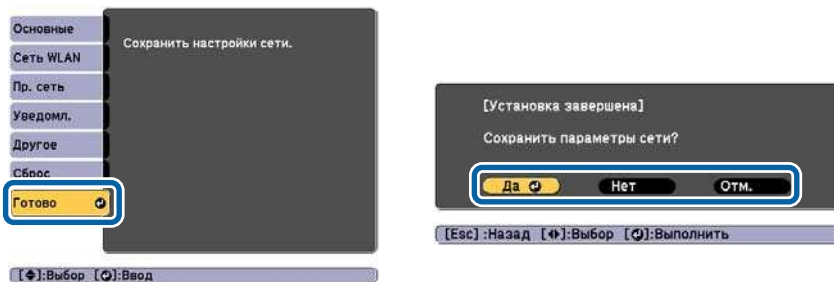 Основные
Сеть WLAN
Пр. сеть
Уведомл.
Другое
Сброс
Готово
Сохранить настройки сети.
[◆]:Выбор [↵]:Ввод
[Установка завершена]
Сохранить параметры сети?
Да ↵ Нет Отм.
[Esc] :Назад [◂▸]:Выбор [↵]:Выполнить